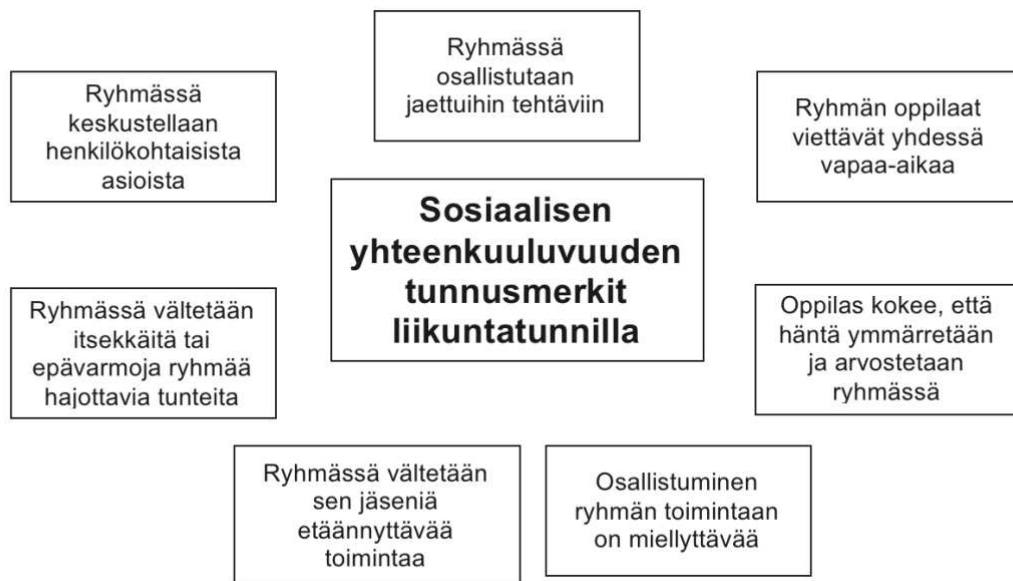 Ryhmässä
osallistutaan
jaettuihin tehtäviin
Ryhmässä
keskustellaan
henkilökohtaisista
asioista
Ryhmän oppilaat
viettävät yhdessä
vapaa-aikaa
Sosiaalisen
yhteenkuuluvuuden
tunnusmerkit
liikuntatunnilla
Ryhmässä vältetään
itsekkäitä tai
epävarmoja ryhmää
hajottavia tunteita
Oppilas kokee, että
häntä ymmärretään
ja arvostetaan
ryhmässä
Ryhmässä vältetään
sen jäseniä
etäännyttävää
toimintaa
Osallistuminen
ryhmän toimintaan
on miellyttävää